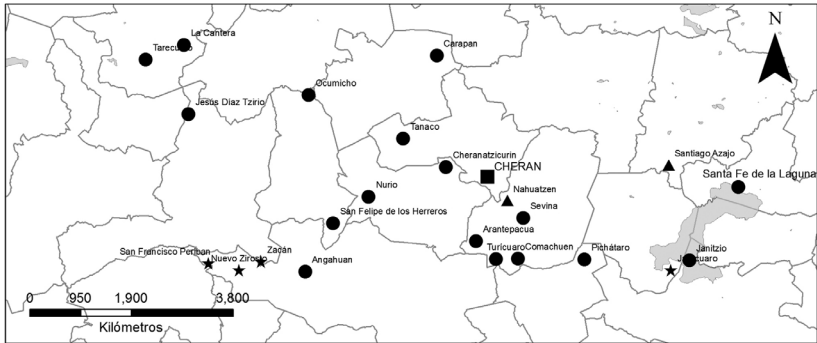 N
La Cantera
Carapan
Ocumicho
Jesús Diaz Tzirio
Tanaco
Cheranatzicurin
Santiago Azajo
CHERAN
Santa Fe de la Laguna
Nurio
Nahuatzen
Sevina
San Felipe de los Herreros
Arantepacua
San Francisco Periban
Nuevo Zirosto
Zacán
Turícuaro
Comachuen
Pichátaro
Janitzio
Angahuan
0 950 1,900 3,800
Kilómetros